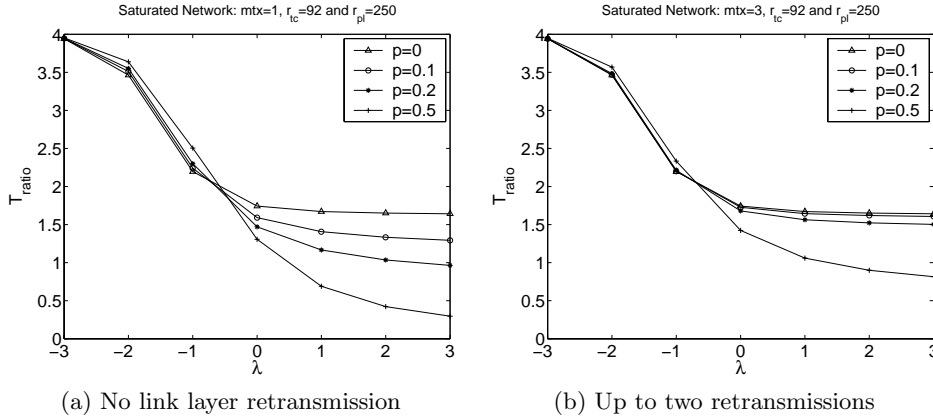 Saturated Network: mtx=1, r_tc=92 and r_pl=250
4
3.5
3
2.5
2
1.5
1
0.5
0
T_ratio
p=0
p=0.1
p=0.2
p=0.5
−3 −2 −1 0 1 2 3
λ
(a) No link layer retransmission
Saturated Network: mtx=3, r_tc=92 and r_pl=250
4
3.5
3
2.5
2
1.5
1
0.5
0
T_ratio
p=0
p=0.1
p=0.2
p=0.5
−3 −2 −1 0 1 2 3
λ
(b) Up to two retransmissions